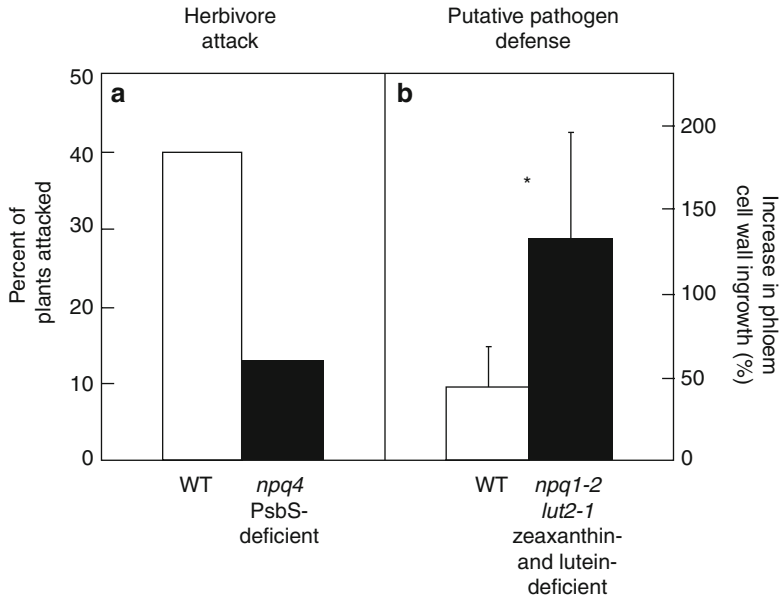 Herbivore
attack
Putative pathogen
defense
a
b
50
40
30
20
10
0
Percent of
plants attacked
200
150
100
50
0
Increase in phloem
cell wall ingrowth (%)
*
WT
npq4
PsbS-
deficient
WT
npq1-2
lut2-1
zeaxanthin-
and lutein-
deficient